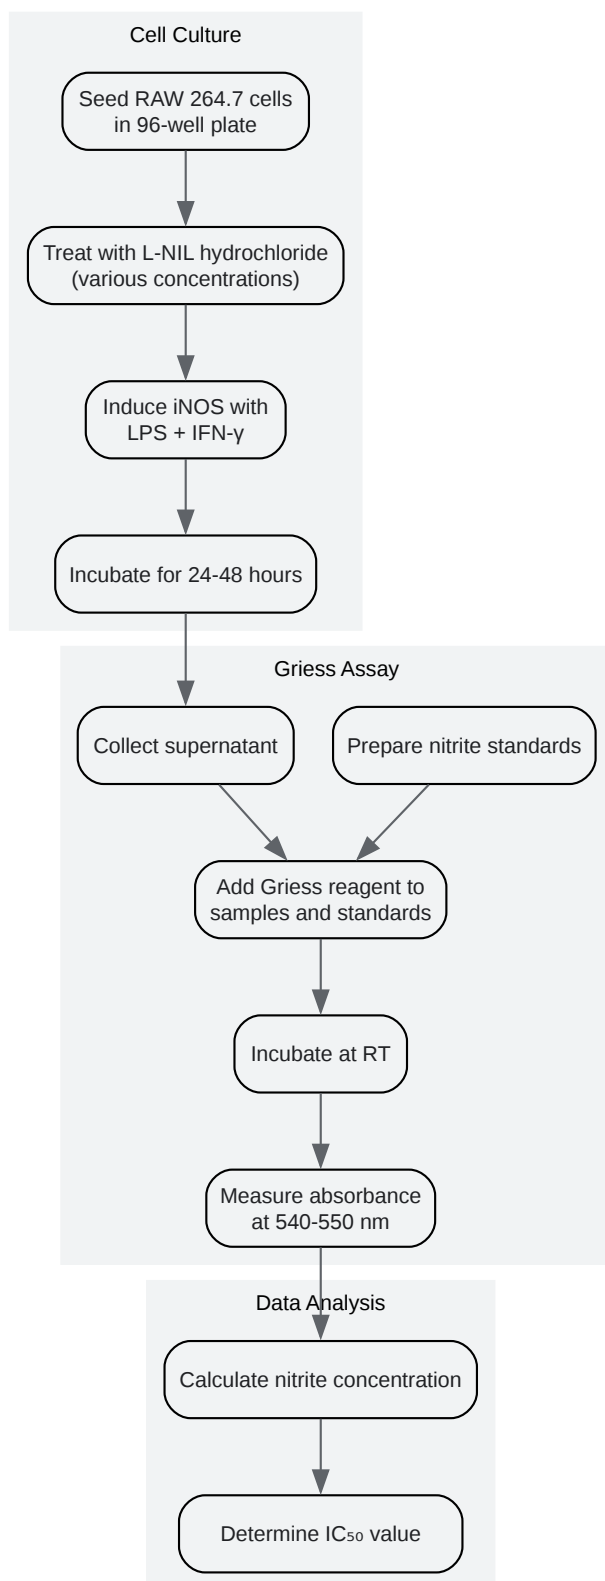 Cell Culture
Seed RAW 264.7 cells
in 96-well plate
Treat with L-NIL hydrochloride
(various concentrations)
Induce iNOS with
LPS + IFN-γ
Incubate for 24-48 hours
Griess Assay
Collect supernatant
Prepare nitrite standards
Add Griess reagent to
samples and standards
Incubate at RT
Measure absorbance
at 540-550 nm
Data Analysis
Calculate nitrite concentration
Determine IC₅₀ value